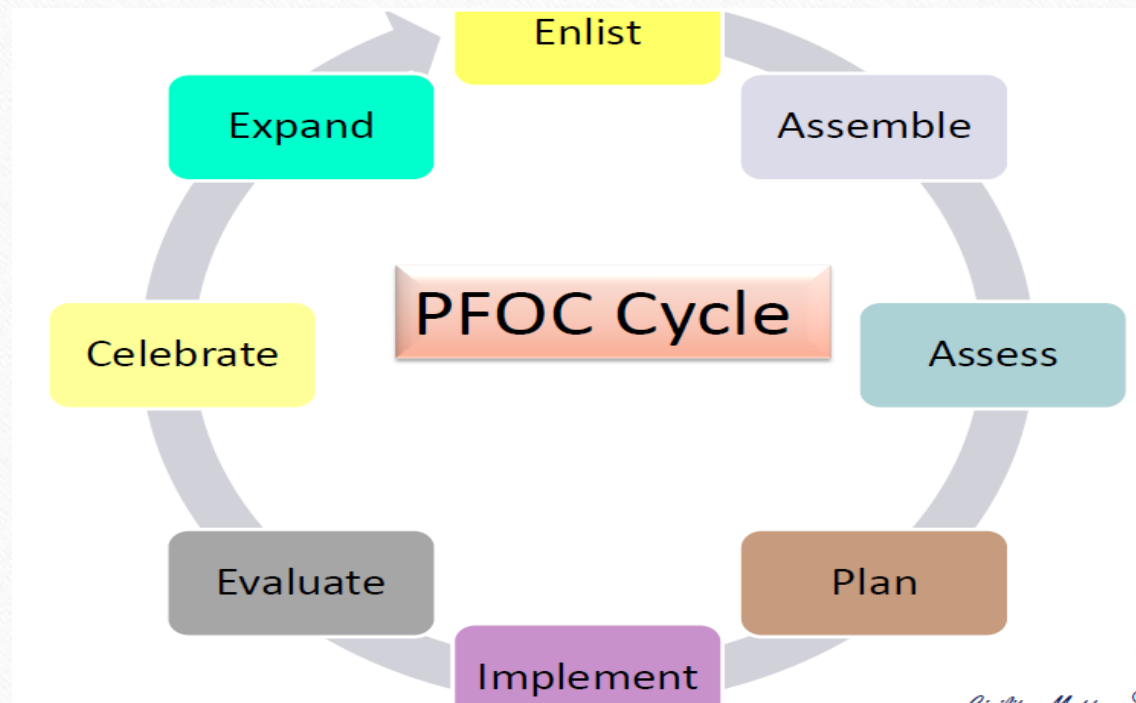 Enlist
Assemble
Assess
Plan
Implement
Evaluate
Celebrate
Expand
PFOC Cycle